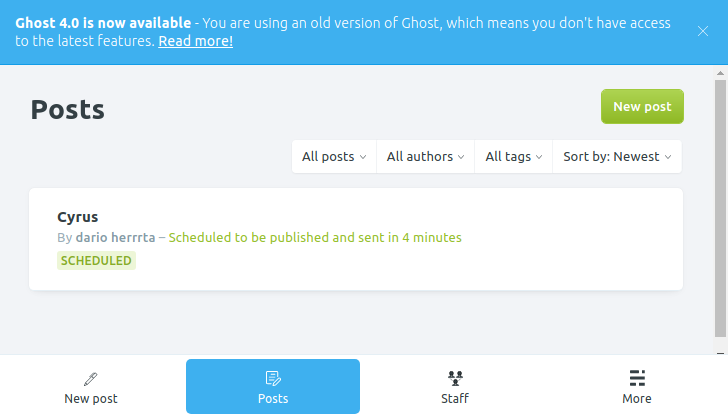 Ghost 4.0 is now available - You are using an old version of Ghost, which means you don't have access
to the latest features. Read more!
Posts
New post
All posts
All authors
All tags
Sort by: Newest
Cyrus
By dario herrrta – Scheduled to be published and sent in 4 minutes
SCHEDULED
New post
Posts
Staff
More